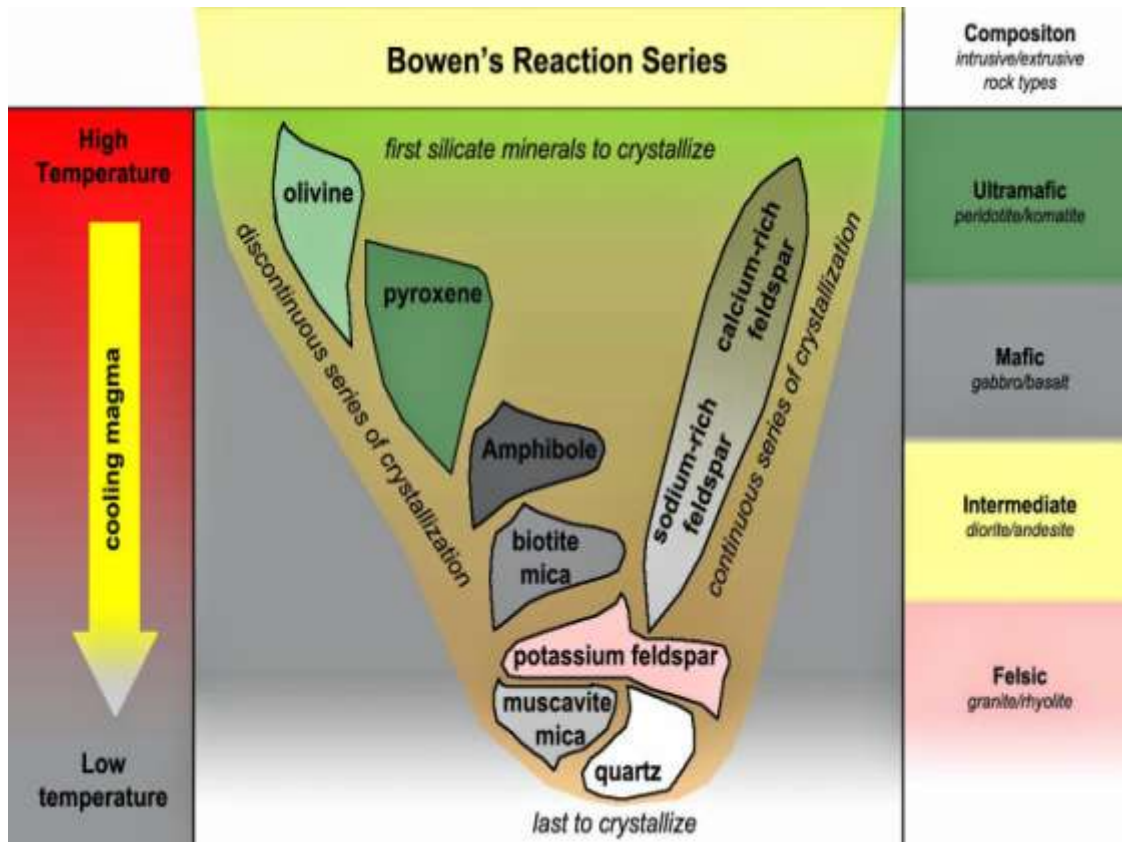 Bowen's Reaction Series
Compositon
intrusive/extrusive
rock types
High
Temperature
first silicate minerals to crystallize
olivine
discontinuous series of crystallization
pyroxene
calcium-rich
feldspar
sodium-rich
feldspar
continuous series of crystallization
Ultramafic
peridotite/komatite
cooling magma
Amphibole
Mafic
gabbro/basalt
biotite
mica
Intermediate
diorite/andesite
potassium feldspar
Felsic
granite/rhyolite
muscavite
mica
quartz
Low
temperature
last to crystallize